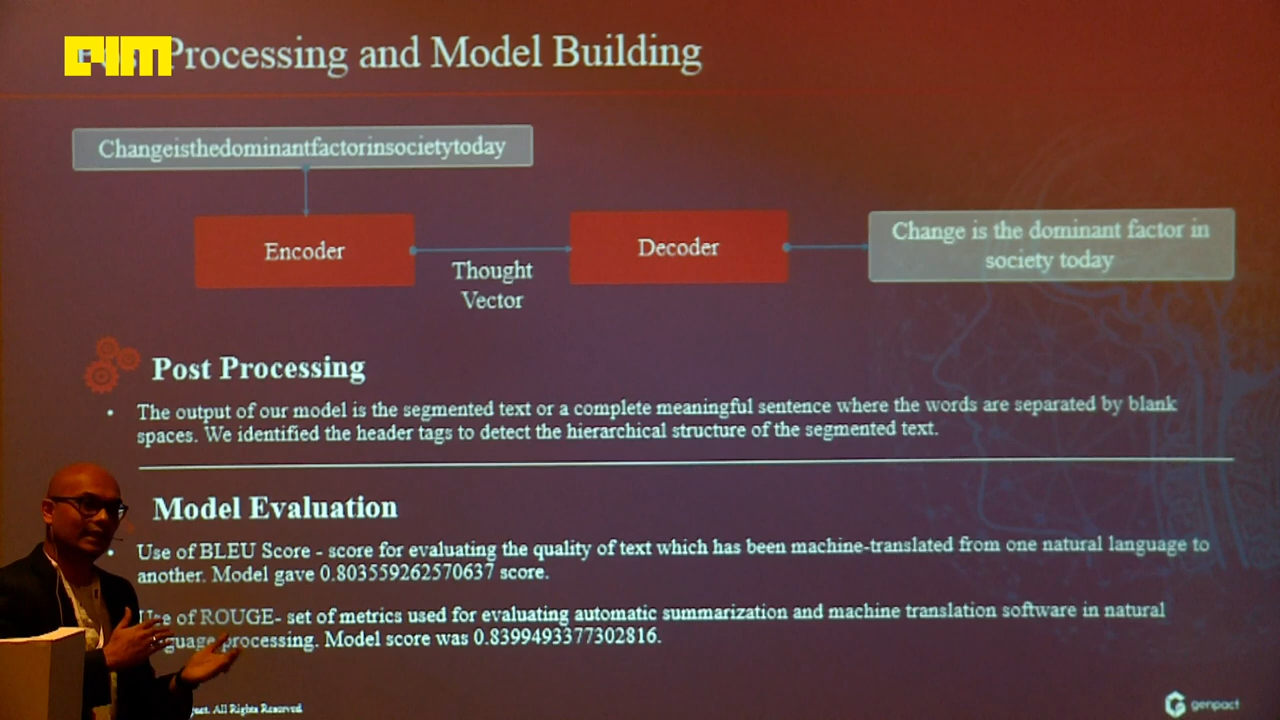 AIM
Processing and Model Building
Changeisthedominantfactorinsocietytoday
Encoder
Thought
Vector
Decoder
Change is the dominant factor in
society today
Post Processing
• The output of our model is the segmented text or a complete meaningful sentence where the words are separated by blank
spaces. We identified the header tags to detect the hierarchical structure of the segmented text.
Model Evaluation
• Use of BLEU Score - score for evaluating the quality of text which has been machine-translated from one natural language to
another. Model gave 0.803559262570637 score.
Use of ROUGE- set of metrics used for evaluating automatic summarization and machine translation software in natural
processing. Model score was 0.8399493377302816.
All Rights Reserved
genpact